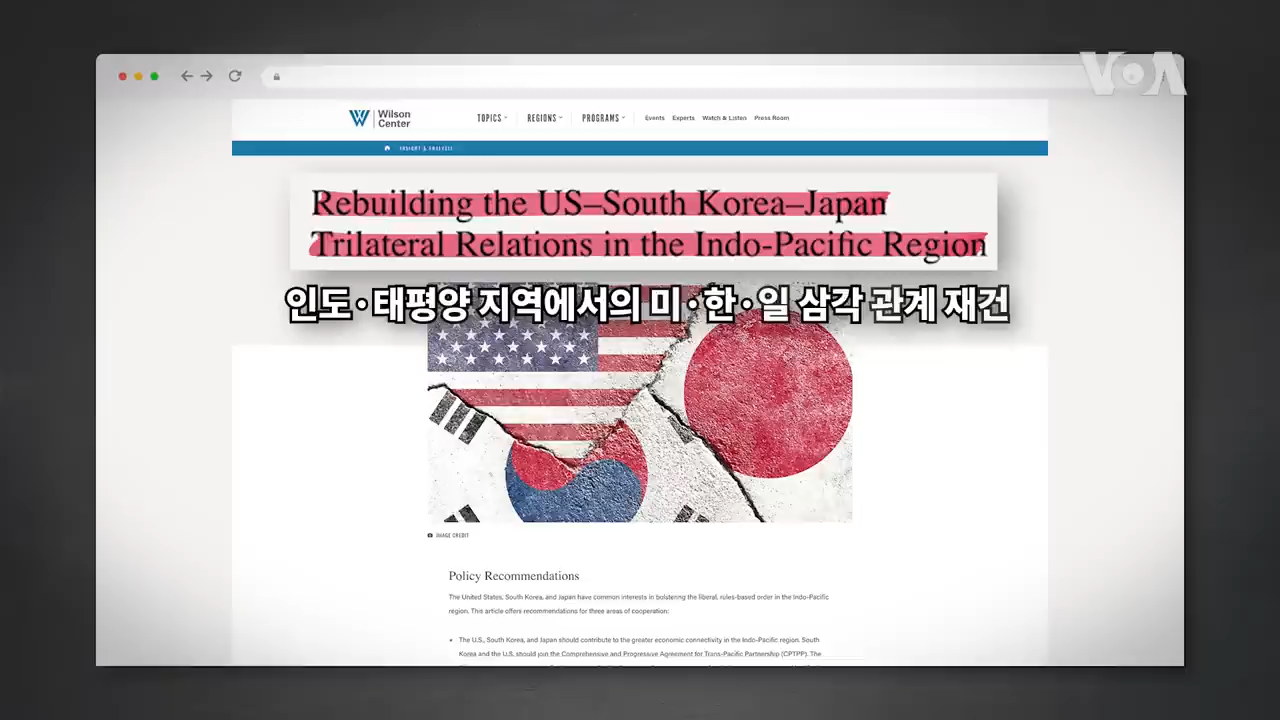 VOA
Wilson
Center
TOPICS REGIONS PROGRAMS Events Experts Watch & Listen Press Room
INSIGHT & ANALYSIS
Rebuilding the US–South Korea–Japan
Trilateral Relations in the Indo-Pacific Region
인도·태평양 지역에서의 미·한·일 삼각 관계 재건
IMAGE CREDIT
Policy Recommendations
The United States, South Korea, and Japan have common interests in bolstering the liberal, rules-based order in the Indo-Pacific
region. This article offers recommendations for three areas of cooperation:
• The U.S., South Korea, and Japan should contribute to the greater economic connectivity in the Indo-Pacific region. South
Korea and the U.S. should join the Comprehensive and Progressive Agreement for Trans-Pacific Partnership (CPTPP). The